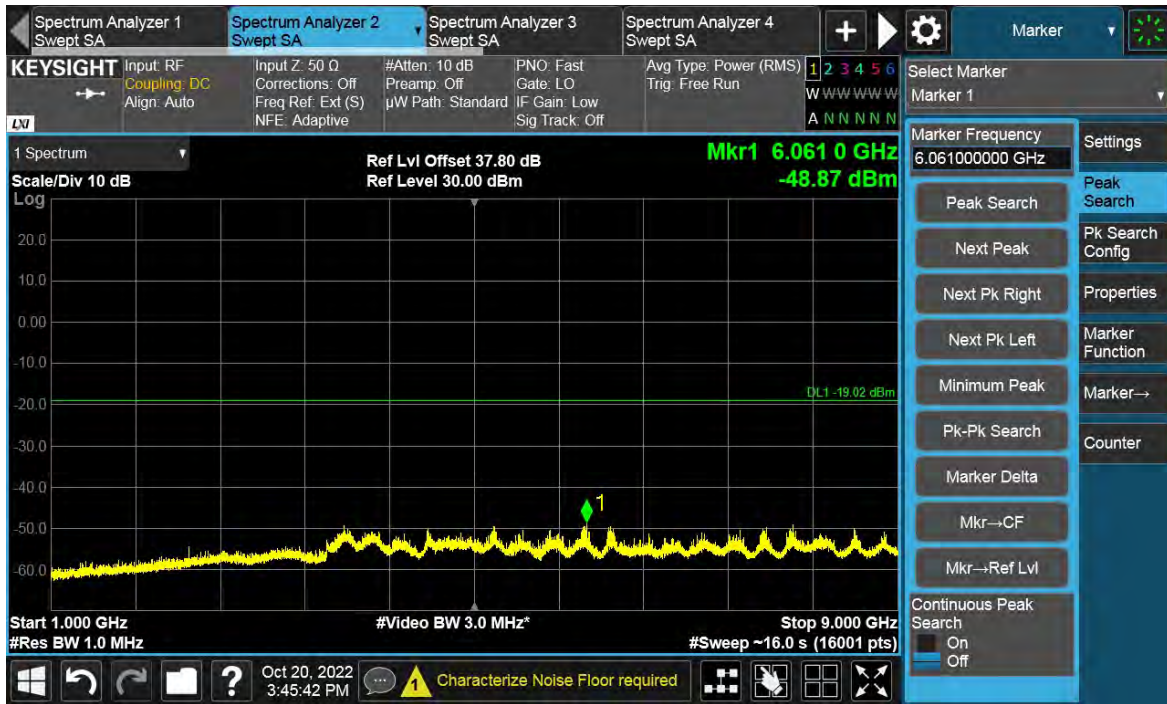 Spectrum Analyzer 1
Swept SA
Spectrum Analyzer 2
Swept SA
Spectrum Analyzer 3
Swept SA
Spectrum Analyzer 4
Swept SA
+
Marker
KEYSIGHT
LXI
Input: RF
Coupling: DC
Align: Auto
Input Z: 50 Ω
Corrections: Off
Freq Ref: Ext (S)
NFE: Adaptive
#Atten: 10 dB
Preamp: Off
µW Path: Standard
PNO: Fast
Gate: LO
IF Gain: Low
Sig Track: Off
Avg Type: Power (RMS)
Trig: Free Run
1 2 3 4 5 6
W W W W W W
A N N N N N
Select Marker
Marker 1
1 Spectrum
Scale/Div 10 dB
Log
Ref Lvl Offset 37.80 dB
Ref Level 30.00 dBm
Mkr1 6.061 0 GHz
-48.87 dBm
20.0
10.0
0.00
-10.0
-20.0
-30.0
-40.0
-50.0
-60.0
DL1 -19.02 dBm
1
Start 1.000 GHz
#Res BW 1.0 MHz
#Video BW 3.0 MHz*
Stop 9.000 GHz
#Sweep ~16.0 s (16001 pts)
Marker Frequency
6.061000000 GHz
Peak Search
Next Peak
Next Pk Right
Next Pk Left
Minimum Peak
Pk-Pk Search
Marker Delta
Mkr→CF
Mkr→Ref Lvl
Continuous Peak
Search
On
Off
Settings
Peak
Search
Pk Search
Config
Properties
Marker
Function
Marker→
Counter
?
Oct 20, 2022
3:45:42 PM
1
Characterize Noise Floor required